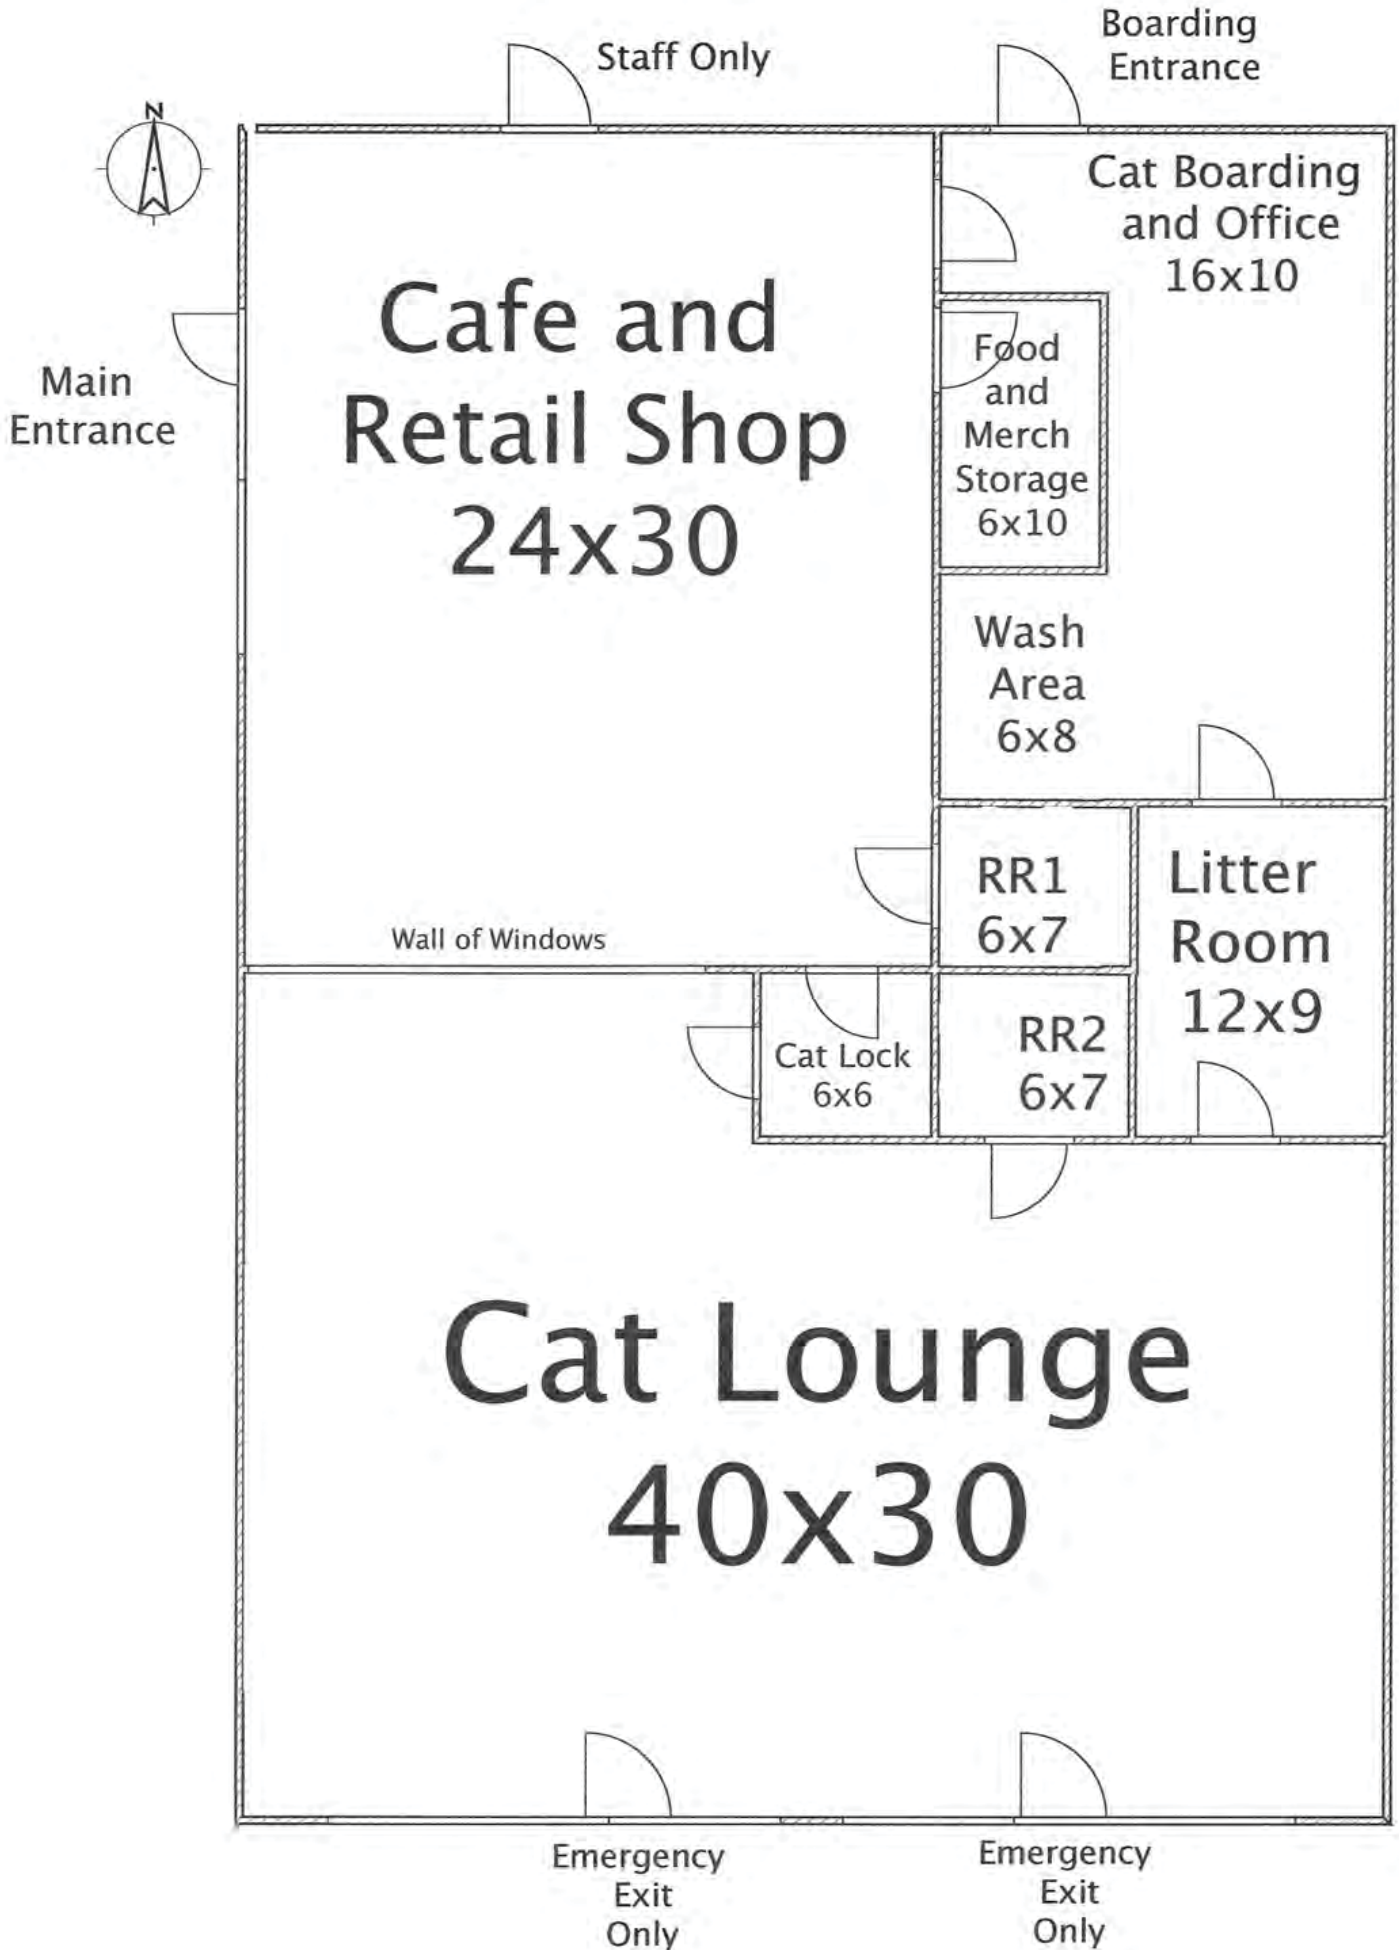 Boarding
Entrance
Staff Only
N
Cat Boarding
and Office
16x10
Cafe and
Retail Shop
24x30
Main
Entrance
Food
and
Merch
Storage
6x10
Wash
Area
6x8
RR1
6x7
Litter
Room
12x9
Wall of Windows
RR2
6x7
Cat Lock
6x6
Cat Lounge
40x30
Emergency
Exit
Only
Emergency
Exit
Only